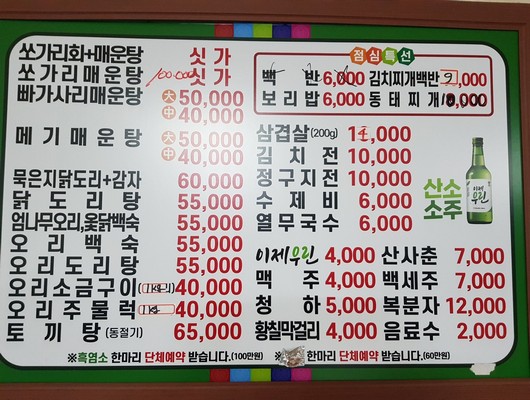 쏘가리회+매운탕 싯가
쏘가리매운탕 100.000 싯가
빠가사리매운탕 大 50,000
中 40,000
메기매운탕 大 50,000
中 40,000
묵은지닭도리+감자 60,000
닭도리탕 55,000
엄나무오리,옻닭백숙 55,000
오리백숙 55,000
오리도리탕 55,000
오리소금구이 40,000
오리주물럭 40,000
토끼탕(동절기) 65,000
점심특선
백반 6,000 김치찌개백반 9,000
보리밥 6,000 동태찌개 10,000
삼겹살(200g) ,000
김치전 10,000
정구지전 10,000
수제비 6,000
열무국수 6,000
산소
소주
이제
우린
이제우린 4,000 산사춘 7,000
맥주 4,000 백세주 7,000
청하 5,000 복분자 12,000
황칠막걸리 4,000 음료수 2,000
※흑염소 한마리 단체예약 받습니다.(100만원)
※ 한마리 단체예약 받습니다.(60만원)